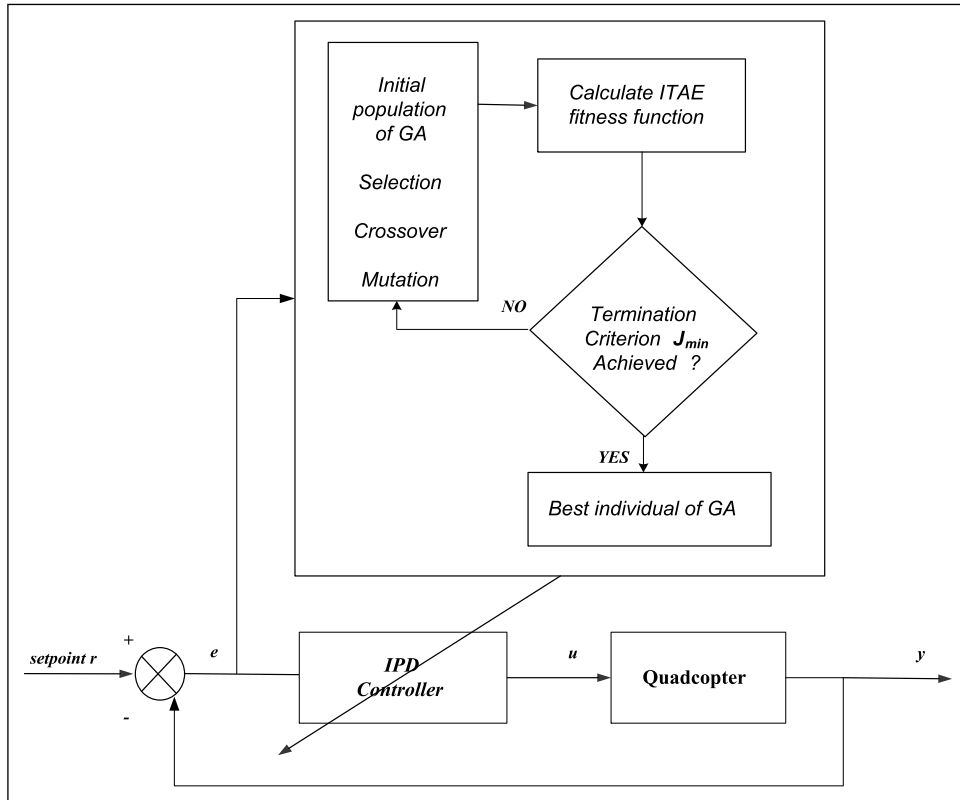 Initial
population
of GA
Selection
Crossover
Mutation
Calculate ITAE
fitness function
Termination
Criterion Jmin
Achieved ?
NO
YES
Best individual of GA
setpoint r
+
-
e
IPD
Controller
u
Quadcopter
y